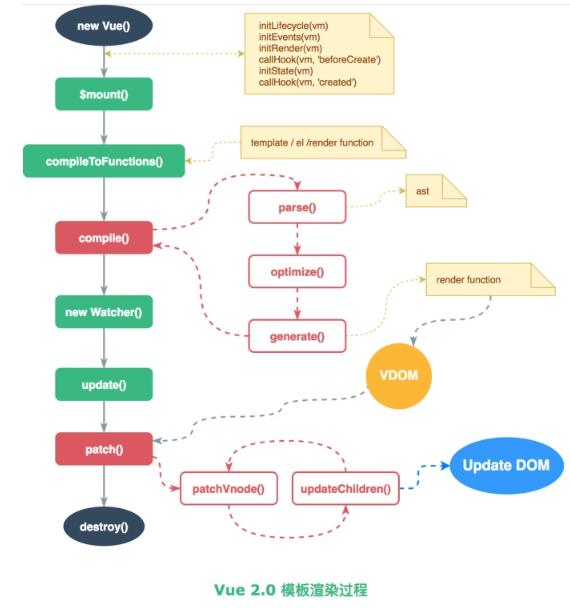 new Vue()
initLifecycle(vm)
initEvents(vm)
initRender(vm)
callHook(vm, 'beforeCreate')
initState(vm)
callHook(vm, 'created')
$mount()
template / el /render function
compileToFunctions()
parse()
ast
compile()
optimize()
render function
new Watcher()
generate()
VDOM
update()
patch()
Update DOM
patchVnode()
updateChildren()
destroy()
Vue 2.0 模板渲染过程